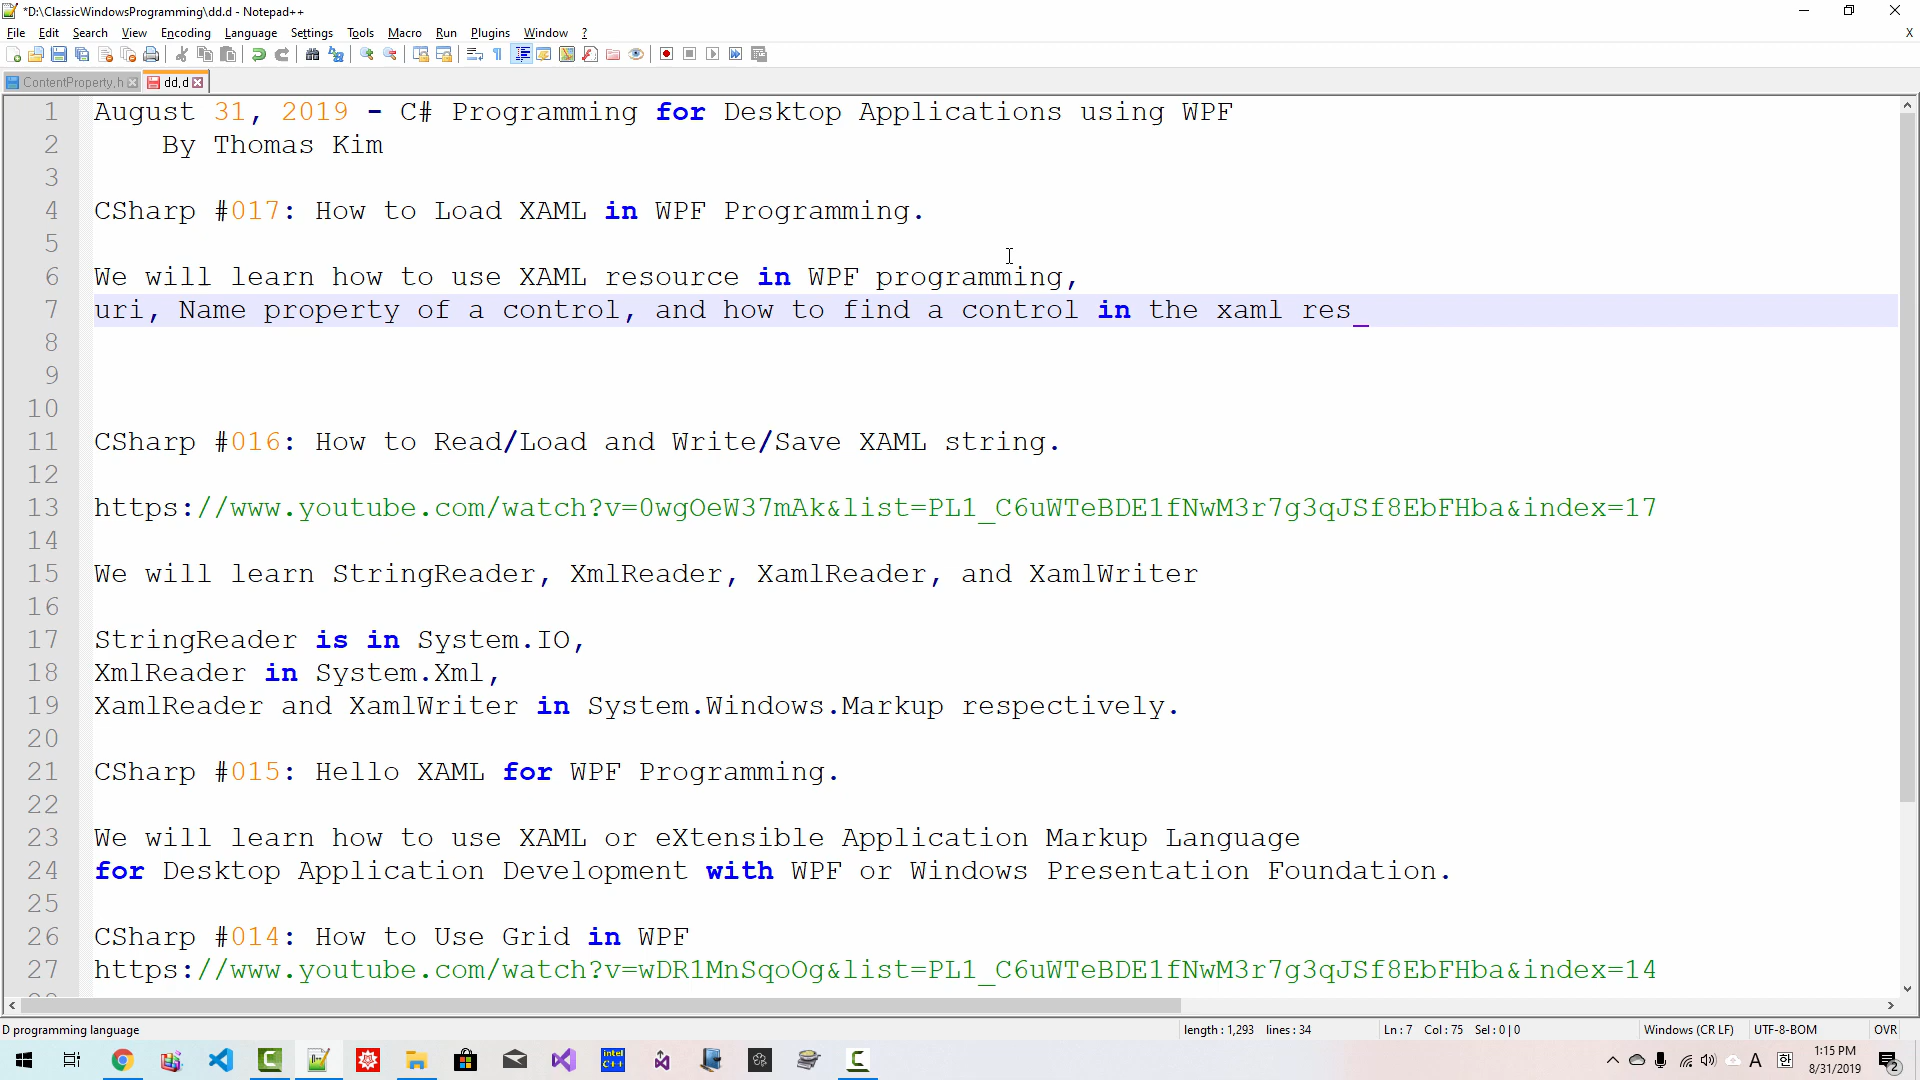 *D:\ClassicWindowsProgramming\dd.d - Notepad++
File Edit Search View Encoding Language Settings Tools Macro Run Plugins Window ? X
ContentProperty.h dd.d
1 August 31, 2019 - C# Programming for Desktop Applications using WPF
2 By Thomas Kim
3
4 CSharp #017: How to Load XAML in WPF Programming.
5
6 We will learn how to use XAML resource in WPF programming,
7 uri, Name property of a control, and how to find a control in the xaml res
8
9
10
11 CSharp #016: How to Read/Load and Write/Save XAML string.
12
13 https://www.youtube.com/watch?v=0wgOeW37mAk&list=PL1_C6uWTeBDE1fNwM3r7g3qJSf8EbFHba&index=17
14
15 We will learn StringReader, XmlReader, XamlReader, and XamlWriter
16
17 StringReader is in System.IO,
18 XmlReader in System.Xml,
19 XamlReader and XamlWriter in System.Windows.Markup respectively.
20
21 CSharp #015: Hello XAML for WPF Programming.
22
23 We will learn how to use XAML or eXtensible Application Markup Language
24 for Desktop Application Development with WPF or Windows Presentation Foundation.
25
26 CSharp #014: How to Use Grid in WPF
27 https://www.youtube.com/watch?v=wDR1MnSqoOg&list=PL1_C6uWTeBDE1fNwM3r7g3qJSf8EbFHba&index=14
28
D programming language length : 1,293 lines : 34 Ln : 7 Col : 75 Sel : 0 | 0 Windows (CR LF) UTF-8-BOM OVR
intel C++
A 한 1:15 PM
8/31/2019 2